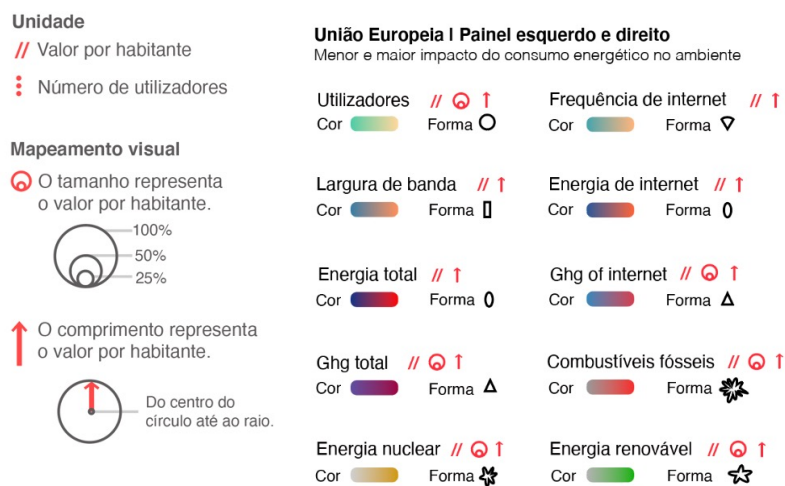 Unidade
Valor por habitante
Número de utilizadores
Mapeamento visual
O tamanho representa
o valor por habitante.
100%
50%
25%
O comprimento representa
o valor por habitante.
Do centro do
círculo até ao raio.
União Europeia | Painel esquerdo e direito
Menor e maior impacto do consumo energético no ambiente
Utilizadores
Cor Forma
Frequência de internet
Cor Forma
Largura de banda
Cor Forma
Energia de internet
Cor Forma
Energia total
Cor Forma
Ghg of internet
Cor Forma
Ghg total
Cor Forma
Combustíveis fósseis
Cor Forma
Energia nuclear
Cor Forma
Energia renovável
Cor Forma